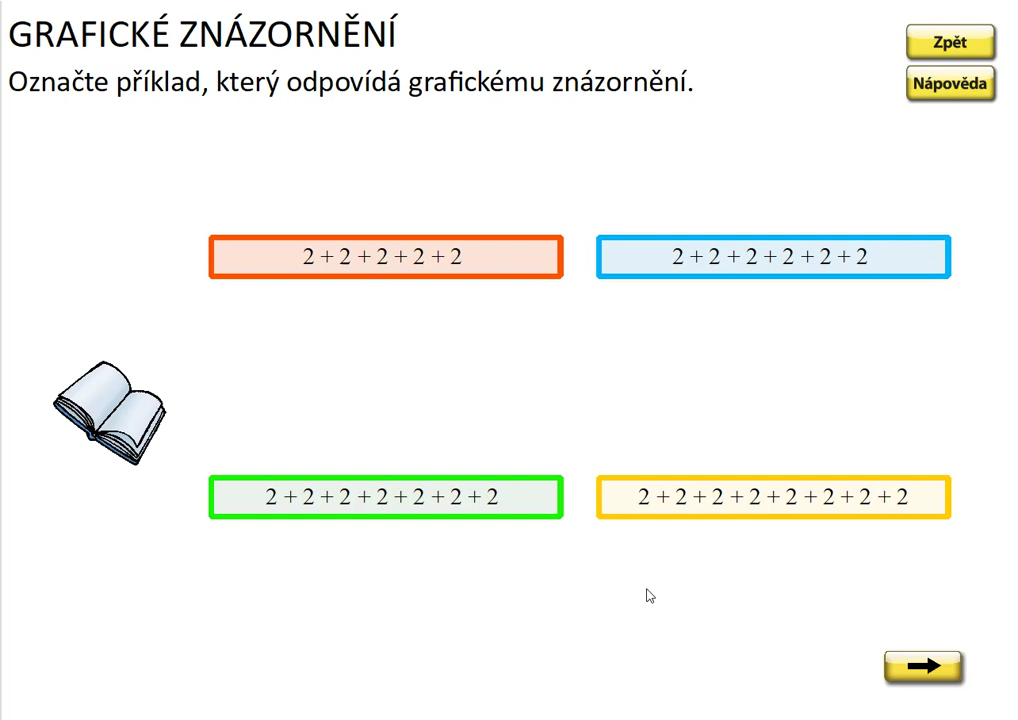 GRAFICKÉ ZNÁZORNĚNÍ
Zpět
Označte příklad, který odpovídá grafickému znázornění.
Nápověda
2 + 2 + 2 + 2 + 2
2 + 2 + 2 + 2 + 2 + 2
2 + 2 + 2 + 2 + 2 + 2 + 2
2 + 2 + 2 + 2 + 2 + 2 + 2 + 2